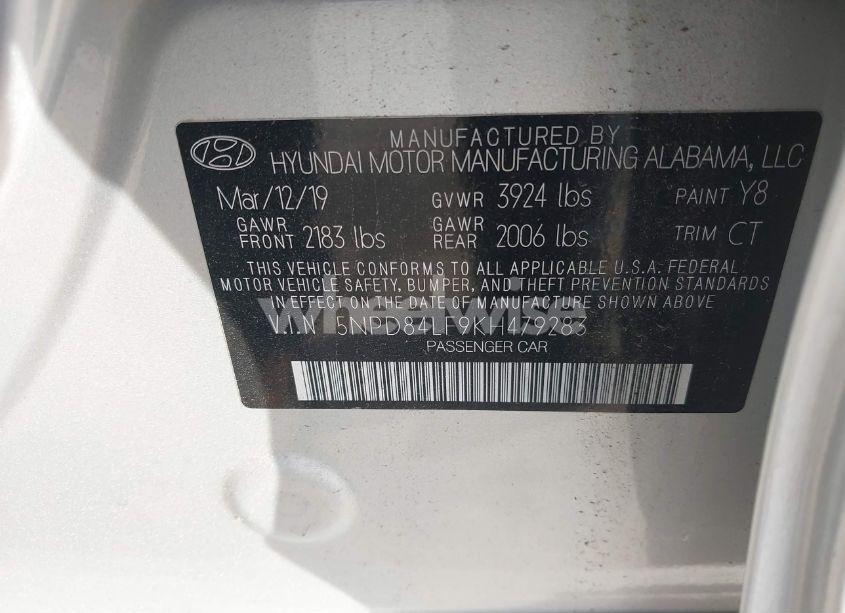 MANUFACTURED BY
HYUNDAI MOTOR MANUFACTURING ALABAMA, LLC
Mar/12/19 GVWR 3924 lbs PAINT Y8
GAWR FRONT 2183 lbs GAWR REAR 2006 lbs TRIM CT
THIS VEHICLE CONFORMS TO ALL APPLICABLE U.S.A. FEDERAL
MOTOR VEHICLE SAFETY, BUMPER, AND THEFT PREVENTION STANDARDS
IN EFFECT ON THE DATE OF MANUFACTURE SHOWN ABOVE
wheelwise
VIN
PASSENGER CAR